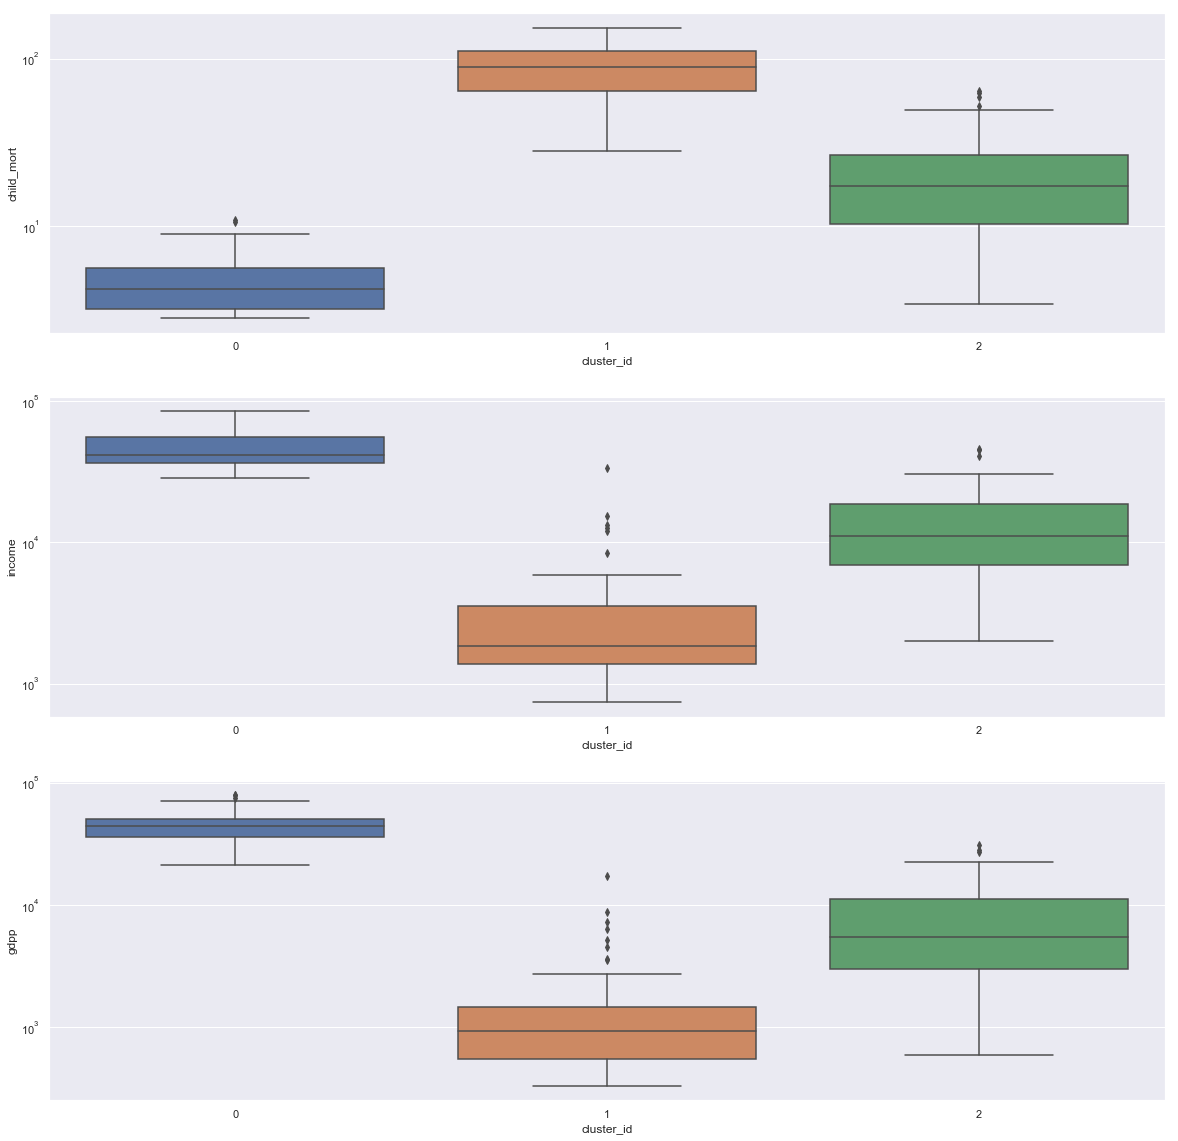 10²
child_mort
10¹
0 1 2
cluster_id
10⁵
income
10⁴
10³
0 1 2
cluster_id
10⁵
gdpp
10⁴
10³
0 1 2
cluster_id